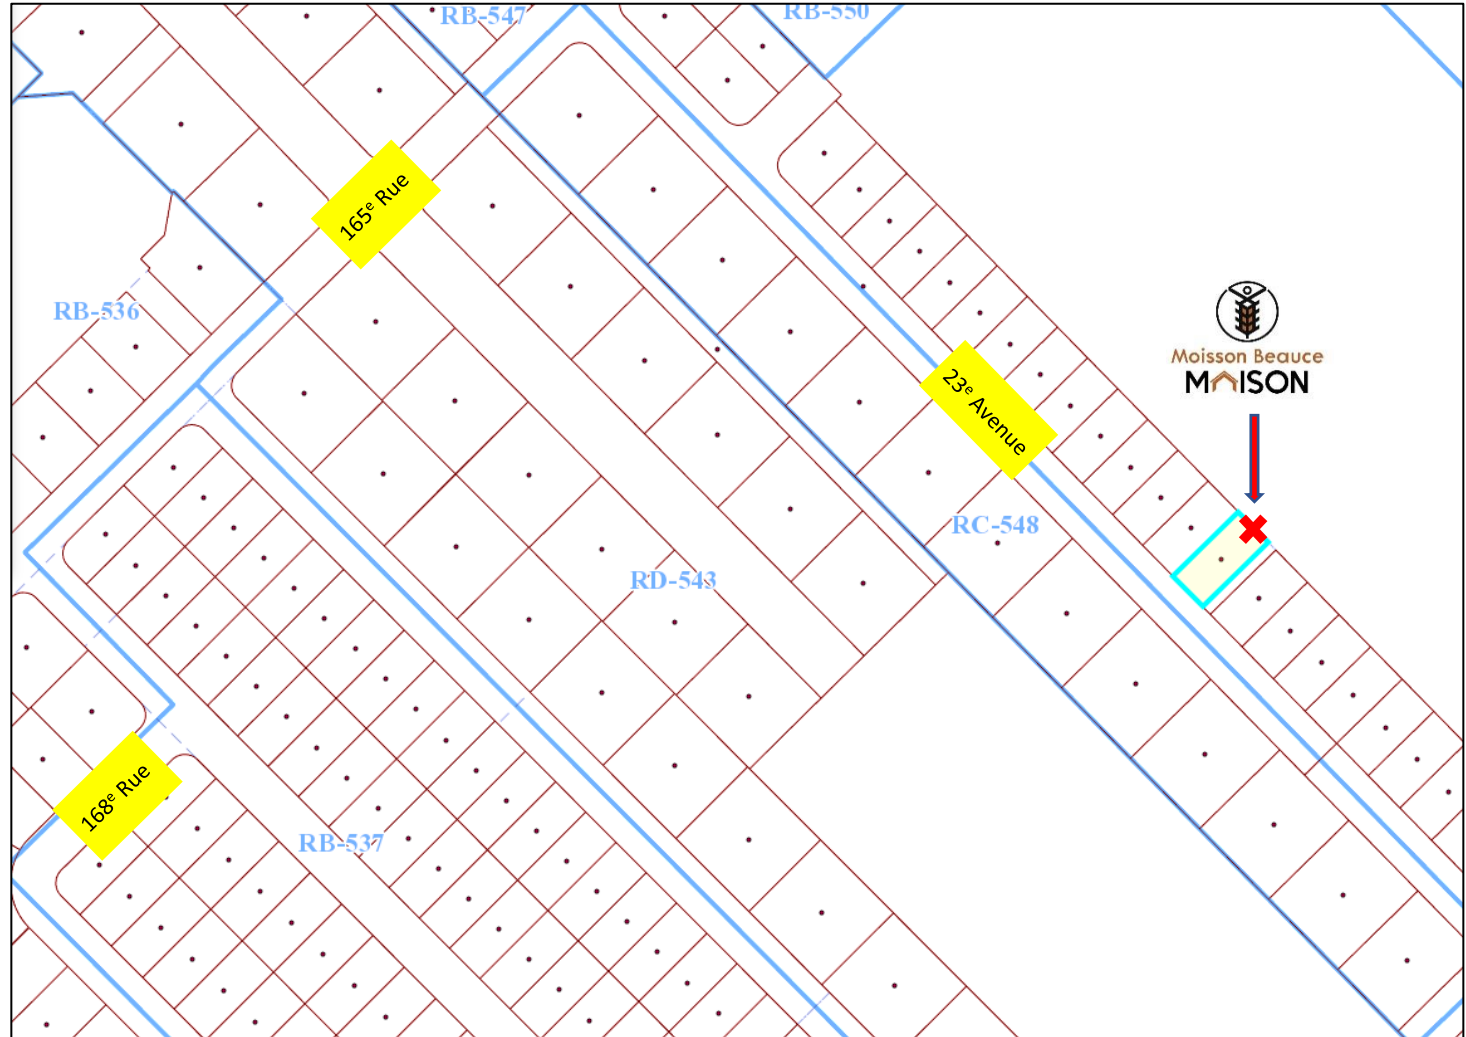 RB-547
RB-550
165e Rue
RB-536
Moisson Beauce
MAISON
23e Avenue
RC-548
RD-543
168e Rue
RB-537